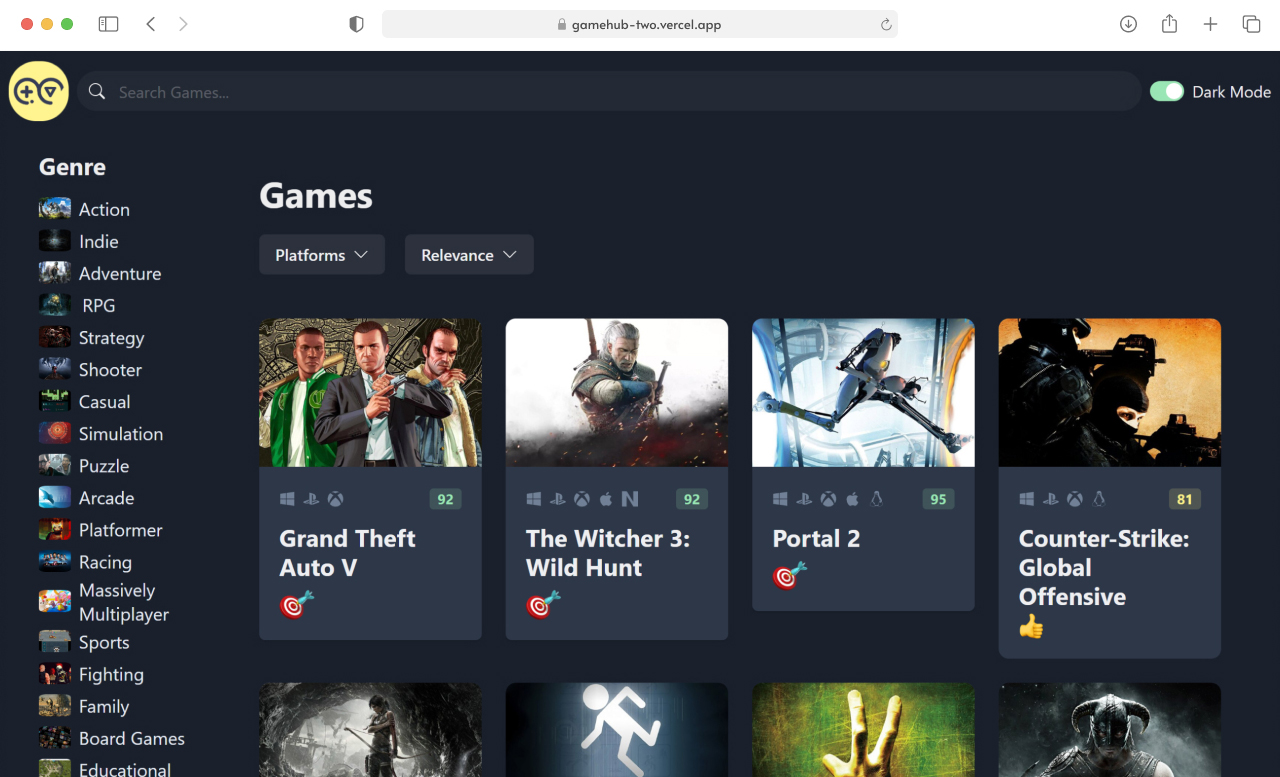 gamehub-two.vercel.app
Search Games...
Dark Mode
Genre
Action
Indie
Adventure
RPG
Strategy
Shooter
Casual
Simulation
Puzzle
Arcade
Platformer
Racing
Massively
Multiplayer
Sports
Fighting
Family
Board Games
Educational
Games
Platforms
Relevance
92
Grand Theft
Auto V
92
The Witcher 3:
Wild Hunt
95
Portal 2
81
Counter-Strike:
Global
Offensive